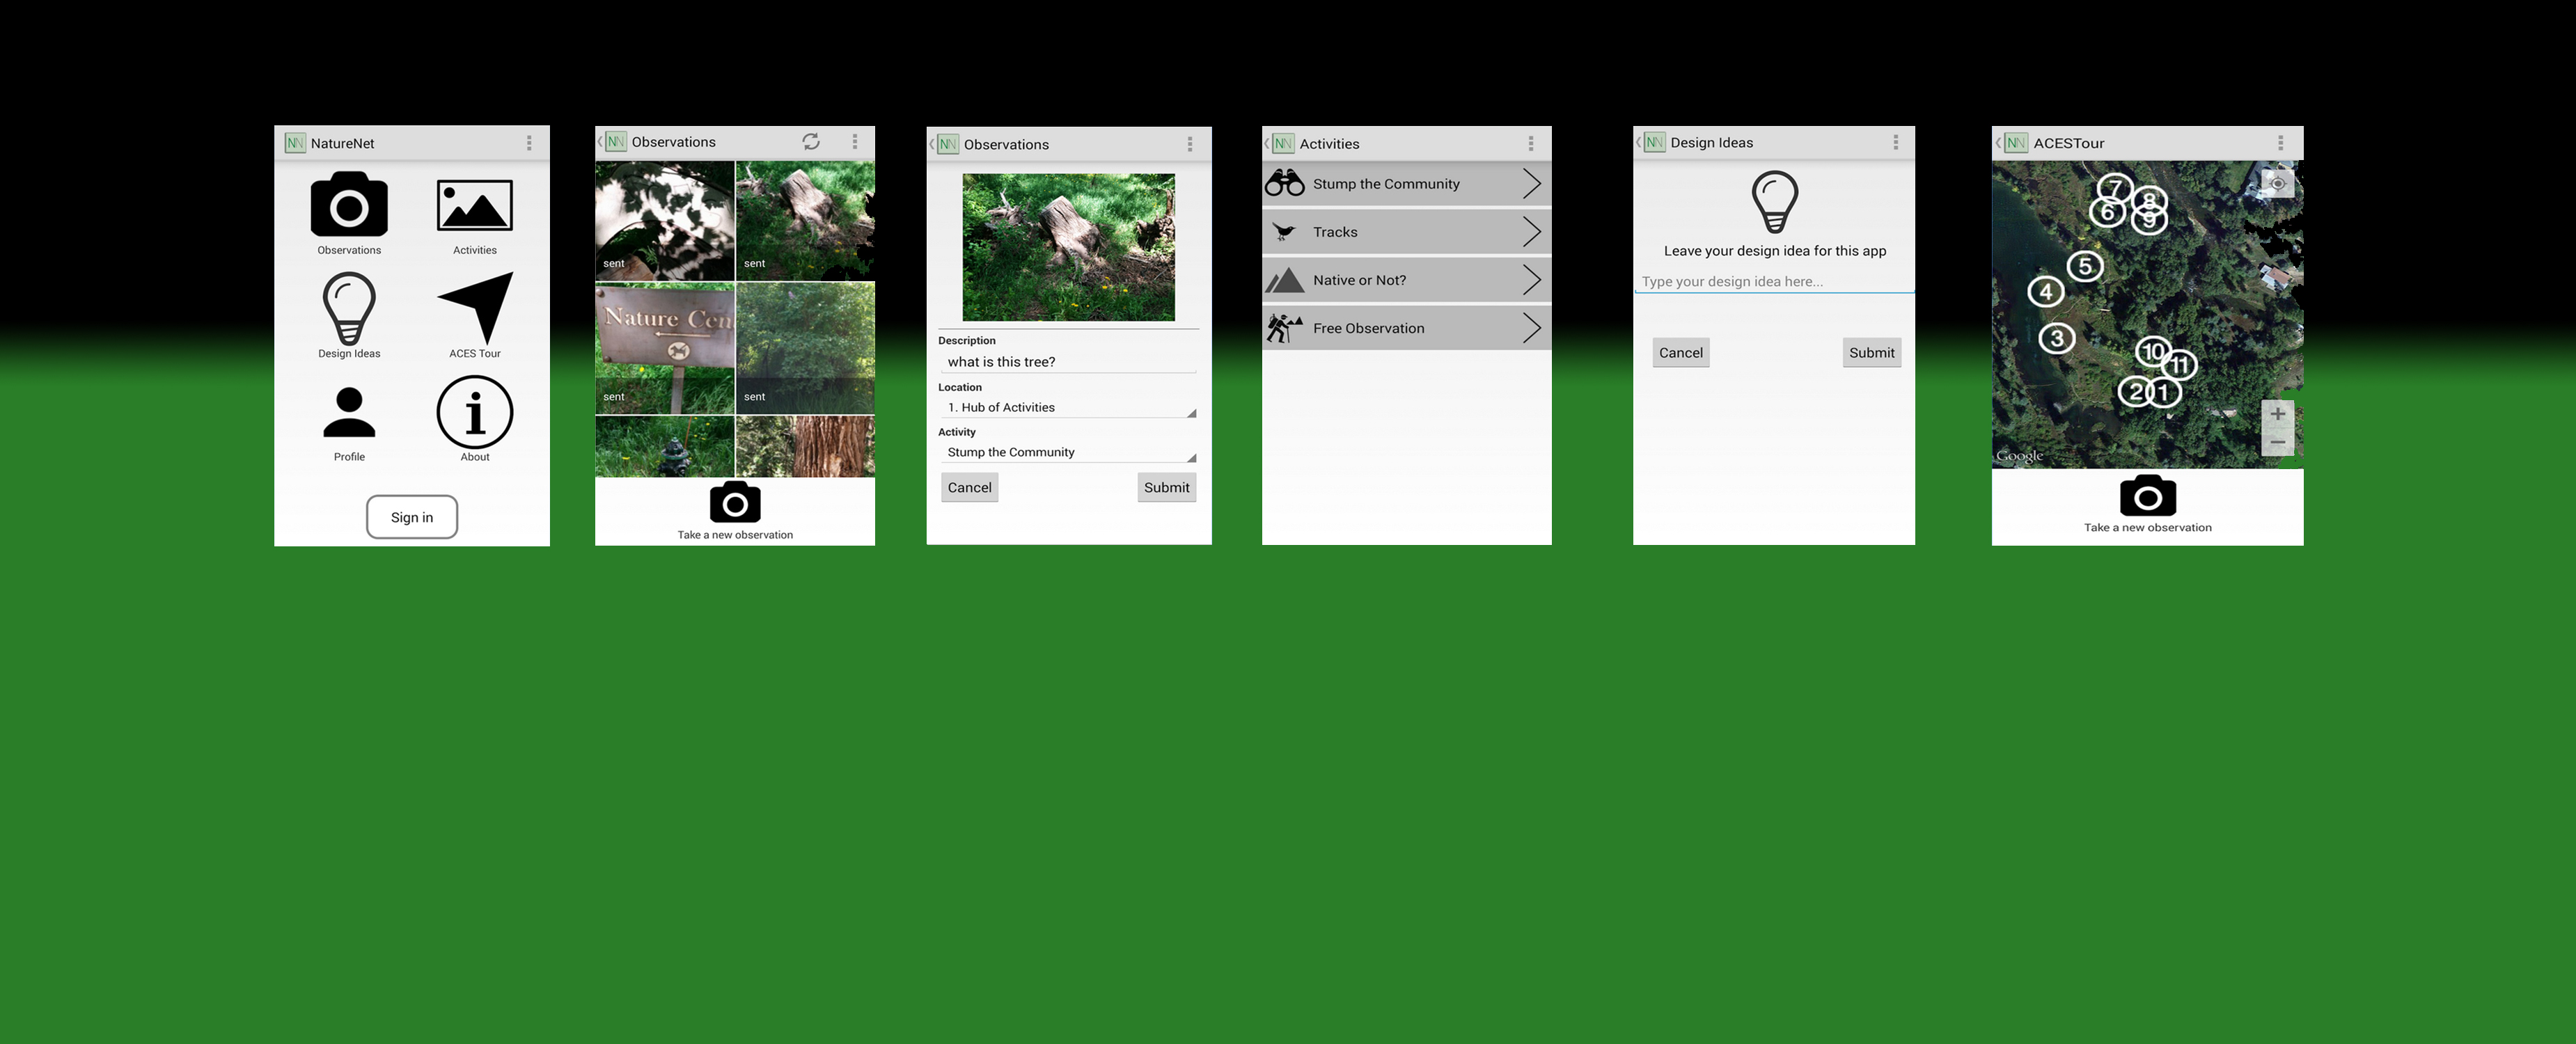 NN NatureNet
Observations
Activities
Design Ideas
ACES Tour
Profile
About
Sign in
NN Observations
sent
sent
Nature Cen
sent
sent
Take a new observation
NN Observations
Description
what is this tree?
Location
1. Hub of Activities
Activity
Stump the Community
Cancel
Submit
NN Activities
Stump the Community
Tracks
Native or Not?
Free Observation
NN Design Ideas
Leave your design idea for this app
Type your design idea here...
Cancel
Submit
NN ACESTour
7
8
6
9
5
4
3
10
11
2
1
+
−
Google
Take a new observation